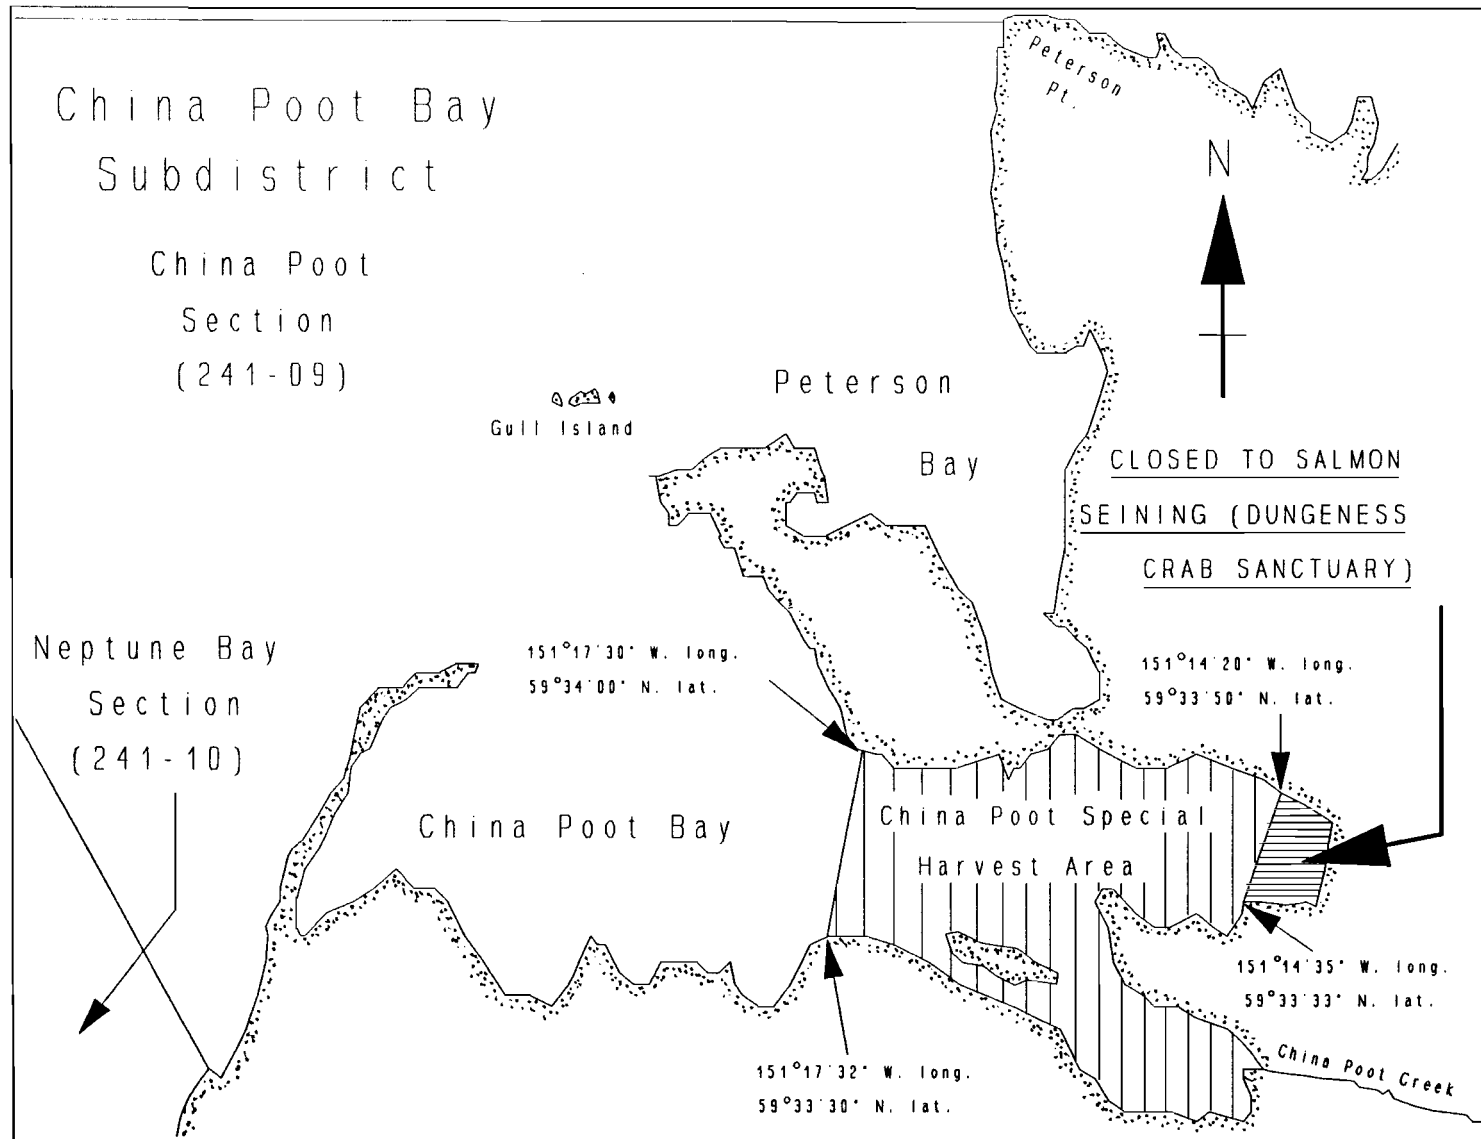 China Poot Bay
Subdistrict
China Poot
Section
(241-09)
Peterson
Pt.
N
Gull Island
Peterson
Bay
CLOSED TO SALMON
SEINING (DUNGENESS
CRAB SANCTUARY)
Neptune Bay
Section
(241-10)
151°17'30" W. long.
59°34'00" N. lat.
151°14'20" W. long.
59°33'50" N. lat.
China Poot Bay
China Poot Special
Harvest Area
151°14'35" W. long.
59°33'33" N. lat.
151°17'32" W. long.
59°33'30" N. lat.
China Poot Creek